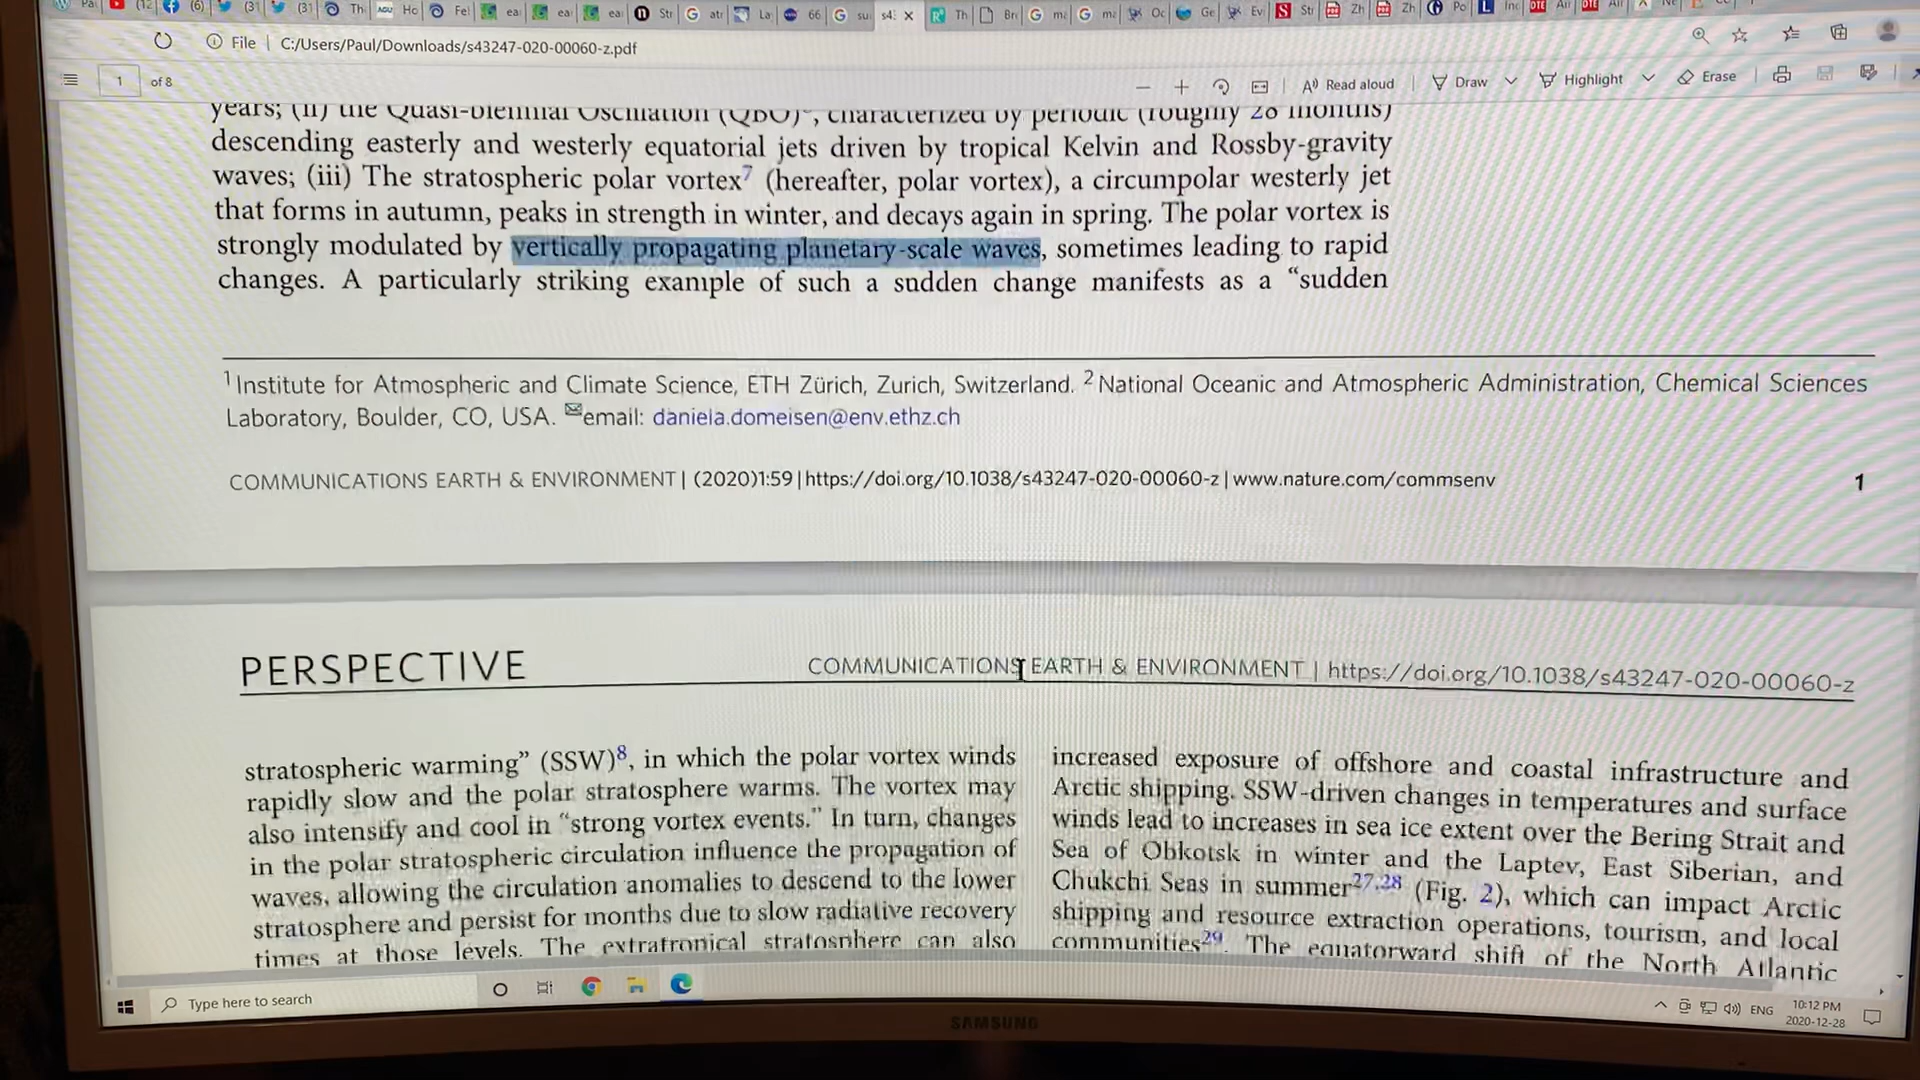 File | C:/Users/Paul/Downloads/s43247-020-00060-z.pdf
1 of 8
Read aloud
Draw
Highlight
Erase
years; (ii) the Quasi-biennial Oscillation (QBO), characterized by periodic (roughly 28 months)
descending easterly and westerly equatorial jets driven by tropical Kelvin and Rossby-gravity
waves; (iii) The stratospheric polar vortex7 (hereafter, polar vortex), a circumpolar westerly jet
that forms in autumn, peaks in strength in winter, and decays again in spring. The polar vortex is
strongly modulated by vertically propagating planetary-scale waves, sometimes leading to rapid
changes. A particularly striking example of such a sudden change manifests as a “sudden
1 Institute for Atmospheric and Climate Science, ETH Zürich, Zurich, Switzerland. 2 National Oceanic and Atmospheric Administration, Chemical Sciences
Laboratory, Boulder, CO, USA. email: daniela.domeisen@env.ethz.ch
COMMUNICATIONS EARTH & ENVIRONMENT | (2020)1:59 | https://doi.org/10.1038/s43247-020-00060-z | www.nature.com/commsenv
1
PERSPECTIVE
COMMUNICATIONS EARTH & ENVIRONMENT | https://doi.org/10.1038/s43247-020-00060-z
stratospheric warming” (SSW)8, in which the polar vortex winds
rapidly slow and the polar stratosphere warms. The vortex may
also intensify and cool in “strong vortex events.” In turn, changes
in the polar stratospheric circulation influence the propagation of
waves, allowing the circulation anomalies to descend to the lower
stratosphere and persist for months due to slow radiative recovery
times at those levels. The extratropical stratosphere can also
increased exposure of offshore and coastal infrastructure and
Arctic shipping. SSW-driven changes in temperatures and surface
winds lead to increases in sea ice extent over the Bering Strait and
Sea of Obkotsk in winter and the Laptev, East Siberian, and
Chukchi Seas in summer27,28 (Fig. 2), which can impact Arctic
shipping and resource extraction operations, tourism, and local
communities29. The equatorward shift of the North Atlantic
Type here to search
ENG
10:12 PM
2020-12-28
SAMSUNG